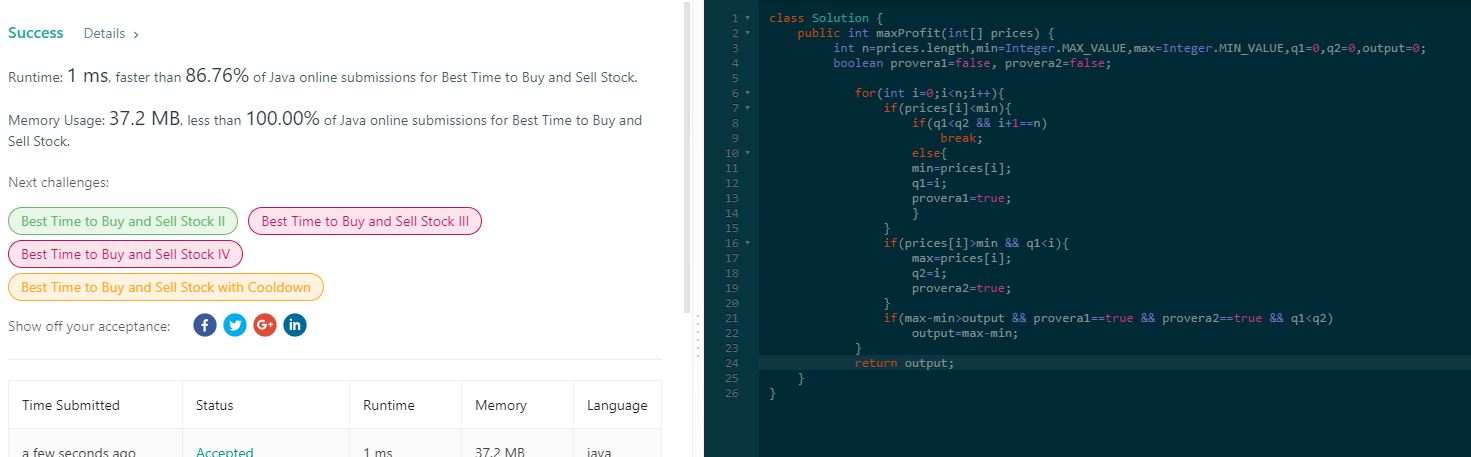 Success Details >
Runtime: 1 ms, faster than 86.76% of Java online submissions for Best Time to Buy and Sell Stock.
Memory Usage: 37.2 MB, less than 100.00% of Java online submissions for Best Time to Buy and
Sell Stock.
Next challenges:
Best Time to Buy and Sell Stock II
Best Time to Buy and Sell Stock III
Best Time to Buy and Sell Stock IV
Best Time to Buy and Sell Stock with Cooldown
Show off your acceptance: f G+ in
Time Submitted Status Runtime Memory Language
a few seconds ago Accepted 1 ms 37.2 MB java
1 class Solution {
2 public int maxProfit(int[] prices) {
3 int n=prices.length,min=Integer.MAX_VALUE,max=Integer.MIN_VALUE,q1=0,q2=0,output=0;
4 boolean provera1=false, provera2=false;
5
6 for(int i=0;i<n;i++){
7 if(prices[i]<min){
8 if(q1<q2 && i+1==n)
9 break;
10 else{
11 min=prices[i];
12 q1=i;
13 provera1=true;
14 }
15 }
16 if(prices[i]>min && q1<i){
17 max=prices[i];
18 q2=i;
19 provera2=true;
20 }
21 if(max-min>output && provera1==true && provera2==true && q1<q2)
22 output=max-min;
23 }
24 return output;
25 }
26 }